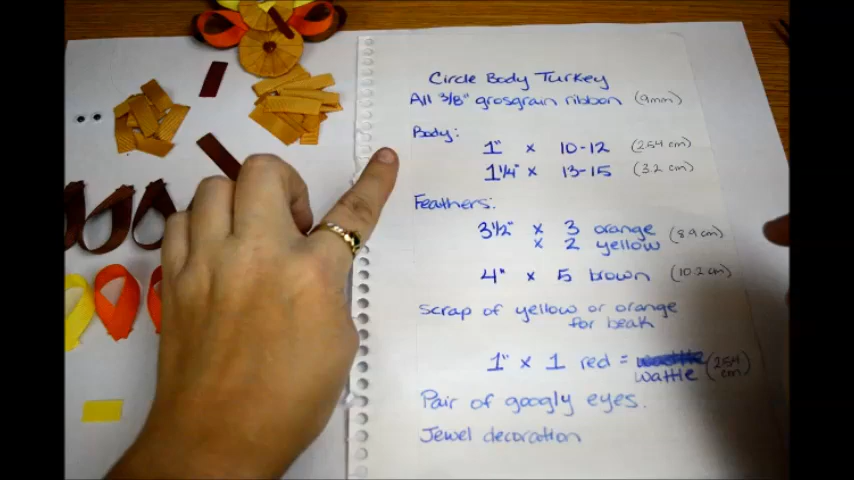 Circle Body Turkey
All 3/8" grosgrain ribbon (9mm)
Body:
1" x 10-12 (2.54 cm)
1 1/4" x 13-15 (3.2 cm)
Feathers:
3 1/2" x 3 orange (8.9 cm)
x 2 yellow
4" x 5 brown (10.2 cm)
scrap of yellow or orange
for beak
1" x 1 red = (2.54 cm)
wattle
Pair of googly eyes.
Jewel decoration